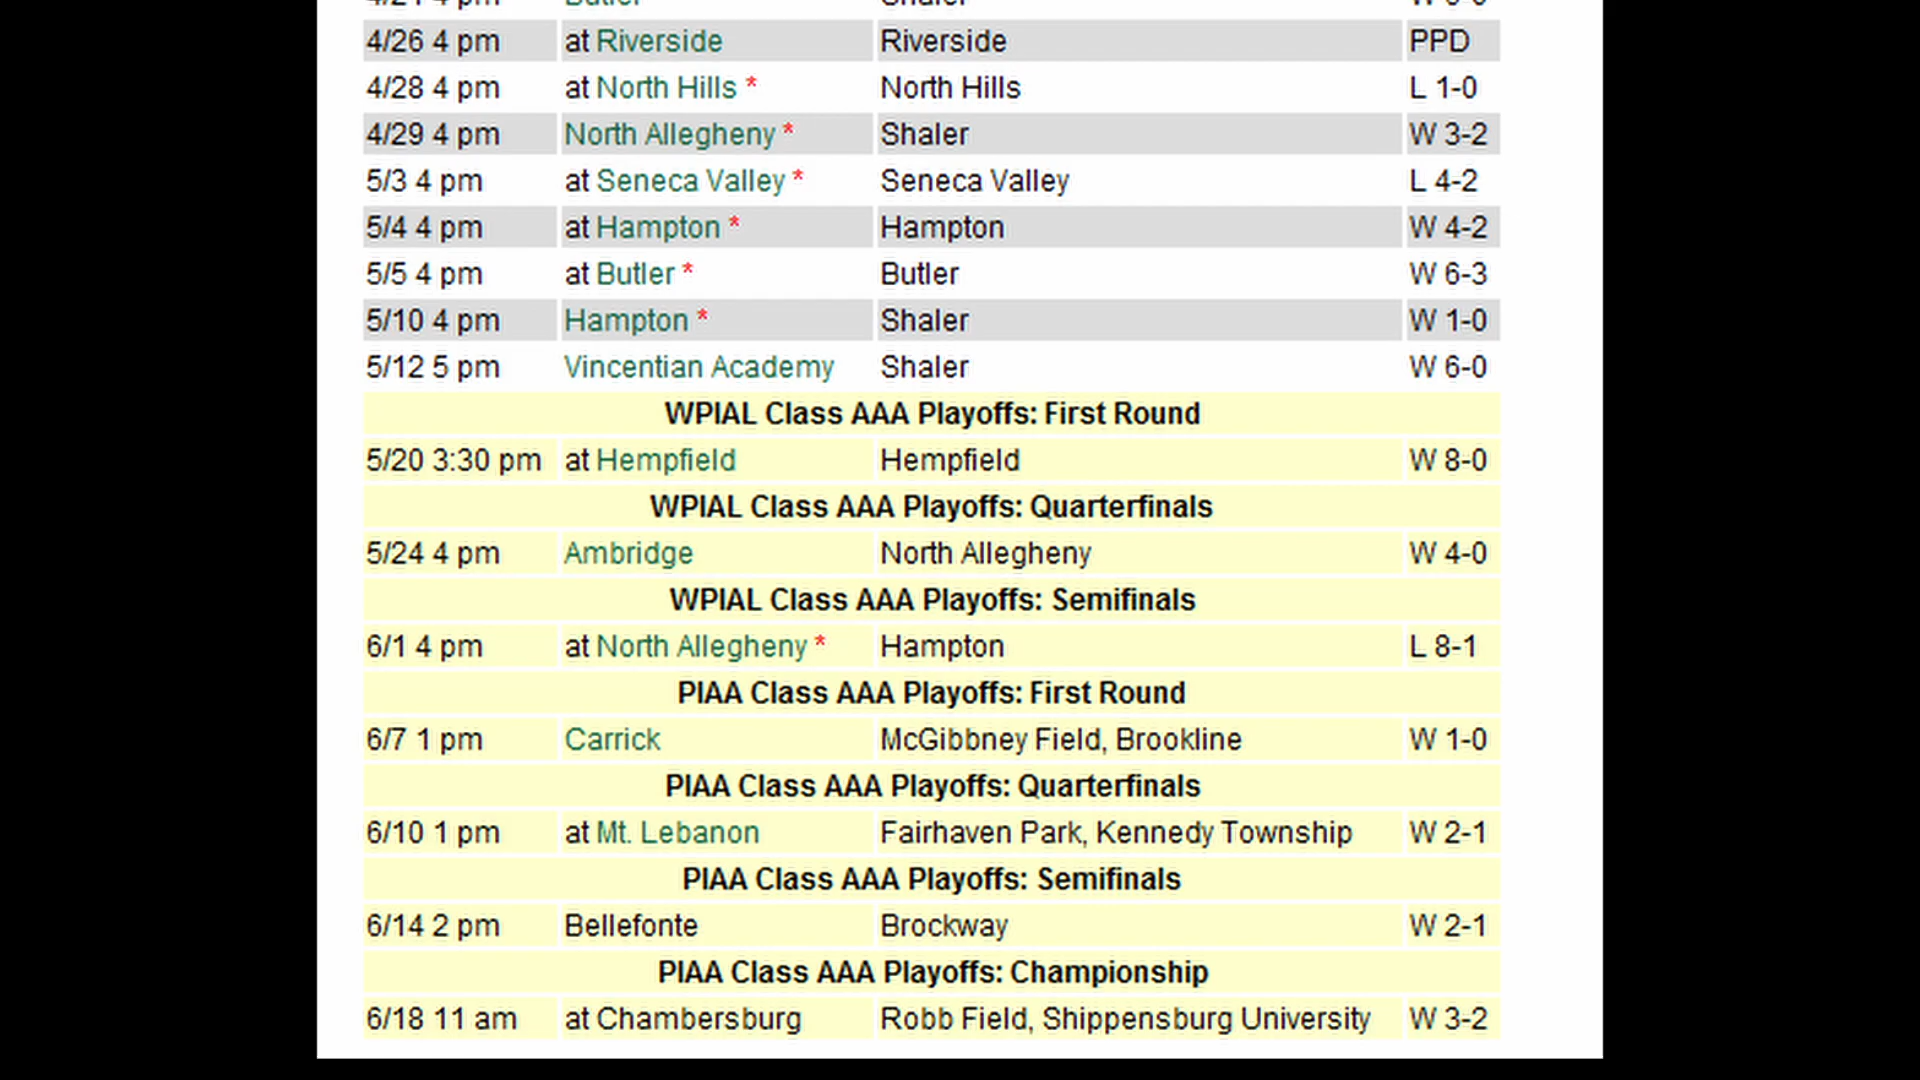 4/26 4 pm at Riverside Riverside PPD
4/28 4 pm at North Hills * North Hills L 1-0
4/29 4 pm North Allegheny * Shaler W 3-2
5/3 4 pm at Seneca Valley * Seneca Valley L 4-2
5/4 4 pm at Hampton * Hampton W 4-2
5/5 4 pm at Butler * Butler W 6-3
5/10 4 pm Hampton * Shaler W 1-0
5/12 5 pm Vincentian Academy Shaler W 6-0
WPIAL Class AAA Playoffs: First Round
5/20 3:30 pm at Hempfield Hempfield W 8-0
WPIAL Class AAA Playoffs: Quarterfinals
5/24 4 pm Ambridge North Allegheny W 4-0
WPIAL Class AAA Playoffs: Semifinals
6/1 4 pm at North Allegheny * Hampton L 8-1
PIAA Class AAA Playoffs: First Round
6/7 1 pm Carrick McGibbney Field, Brookline W 1-0
PIAA Class AAA Playoffs: Quarterfinals
6/10 1 pm at Mt. Lebanon Fairhaven Park, Kennedy Township W 2-1
PIAA Class AAA Playoffs: Semifinals
6/14 2 pm Bellefonte Brockway W 2-1
PIAA Class AAA Playoffs: Championship
6/18 11 am at Chambersburg Robb Field, Shippensburg University W 3-2